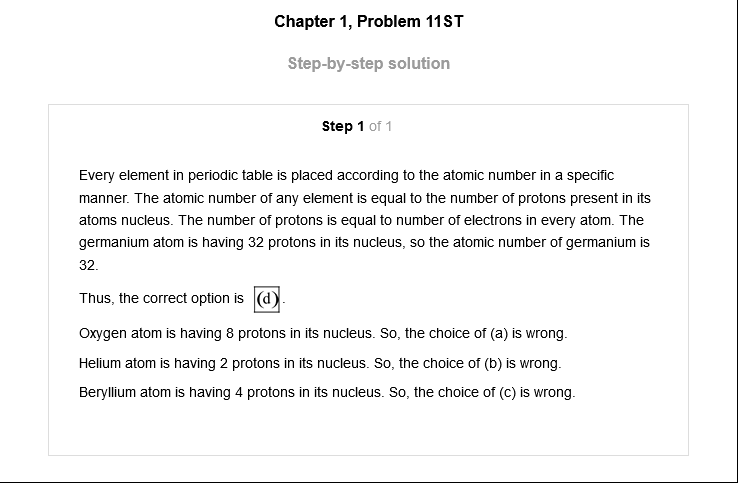 Chapter 1, Problem 11ST
Step-by-step solution
Step 1 of 1
Every element in periodic table is placed according to the atomic number in a specific
manner. The atomic number of any element is equal to the number of protons present in its
atoms nucleus. The number of protons is equal to number of electrons in every atom. The
germanium atom is having 32 protons in its nucleus, so the atomic number of germanium is
32.
Thus, the correct option is (d).
Oxygen atom is having 8 protons in its nucleus. So, the choice of (a) is wrong.
Helium atom is having 2 protons in its nucleus. So, the choice of (b) is wrong.
Beryllium atom is having 4 protons in its nucleus. So, the choice of (c) is wrong.